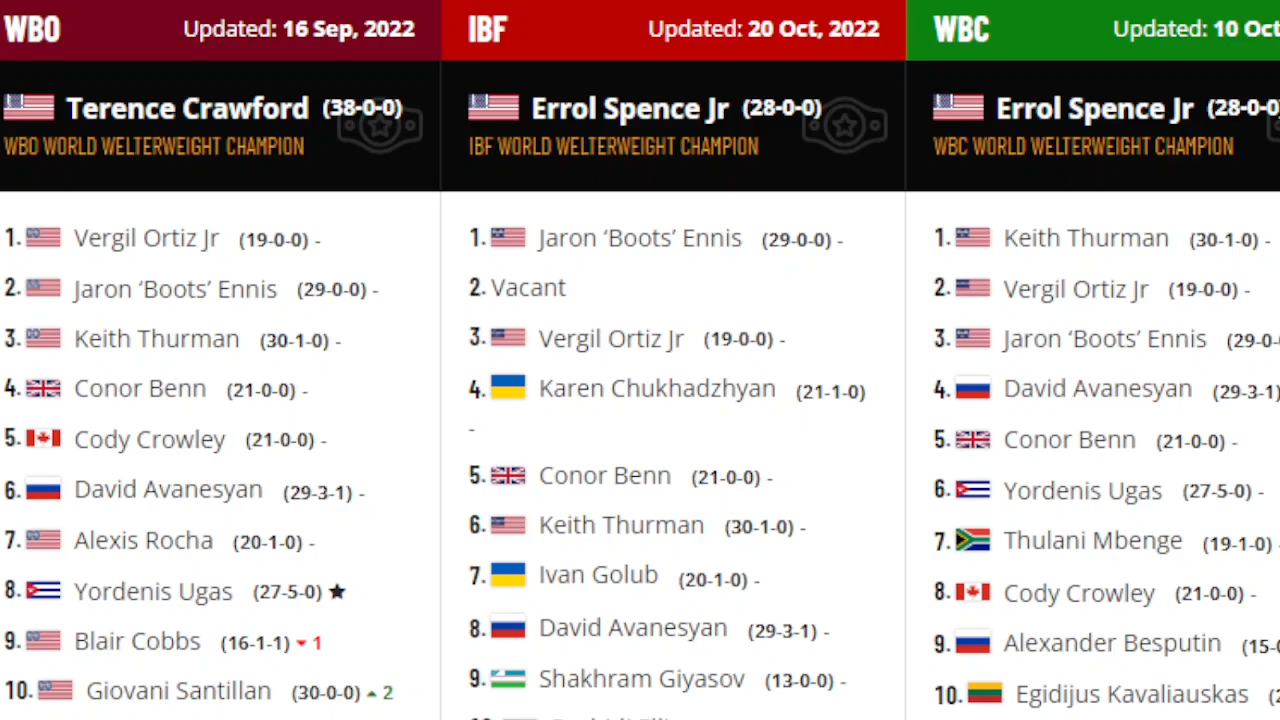 WBO Updated: 16 Sep, 2022
Terence Crawford (38-0-0)
WBO WORLD WELTERWEIGHT CHAMPION
1. Vergil Ortiz Jr (19-0-0) -
2. Jaron ‘Boots’ Ennis (29-0-0) -
3. Keith Thurman (30-1-0) -
4. Conor Benn (21-0-0) -
5. Cody Crowley (21-0-0) -
6. David Avanesyan (29-3-1) -
7. Alexis Rocha (20-1-0) -
8. Yordenis Ugas (27-5-0) ★
9. Blair Cobbs (16-1-1) 1
10. Giovani Santillan (30-0-0) 2
IBF Updated: 20 Oct, 2022
Errol Spence Jr (28-0-0)
IBF WORLD WELTERWEIGHT CHAMPION
1. Jaron ‘Boots’ Ennis (29-0-0) -
2. Vacant
3. Vergil Ortiz Jr (19-0-0) -
4. Karen Chukhadzhyan (21-1-0)
-
5. Conor Benn (21-0-0) -
6. Keith Thurman (30-1-0) -
7. Ivan Golub (20-1-0) -
8. David Avanesyan (29-3-1) -
9. Shakhram Giyasov (13-0-0) -
WBC Updated: 10 Oct
Errol Spence Jr (28-0-0
WBC WORLD WELTERWEIGHT CHAMPION
1. Keith Thurman (30-1-0) -
2. Vergil Ortiz Jr (19-0-0) -
3. Jaron ‘Boots’ Ennis (29-0-
4. David Avanesyan (29-3-1)
5. Conor Benn (21-0-0) -
6. Yordenis Ugas (27-5-0) -
7. Thulani Mbenge (19-1-0) -
8. Cody Crowley (21-0-0) -
9. Alexander Besputin (15-0
10. Egidijus Kavaliauskas (2